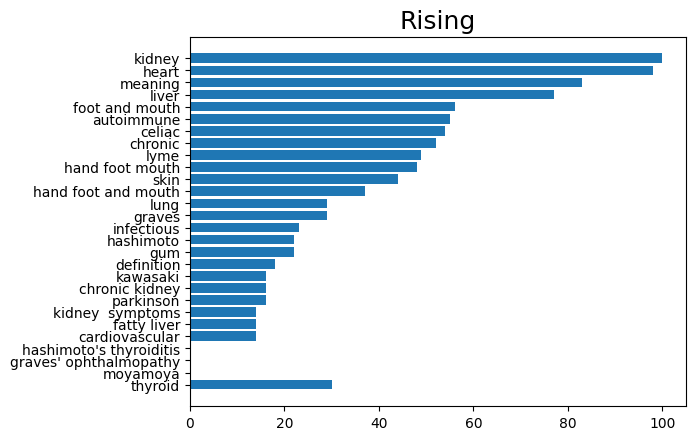 Rising
kidney
heart
meaning
liver
foot and mouth
autoimmune
celiac
chronic
lyme
hand foot mouth
skin
hand foot and mouth
lung
graves
infectious
hashimoto
gum
definition
kawasaki
chronic kidney
parkinson
kidney  symptoms
fatty liver
cardiovascular
hashimoto's thyroiditis
graves' ophthalmopathy
moyamoya
thyroid
0 20 40 60 80 100